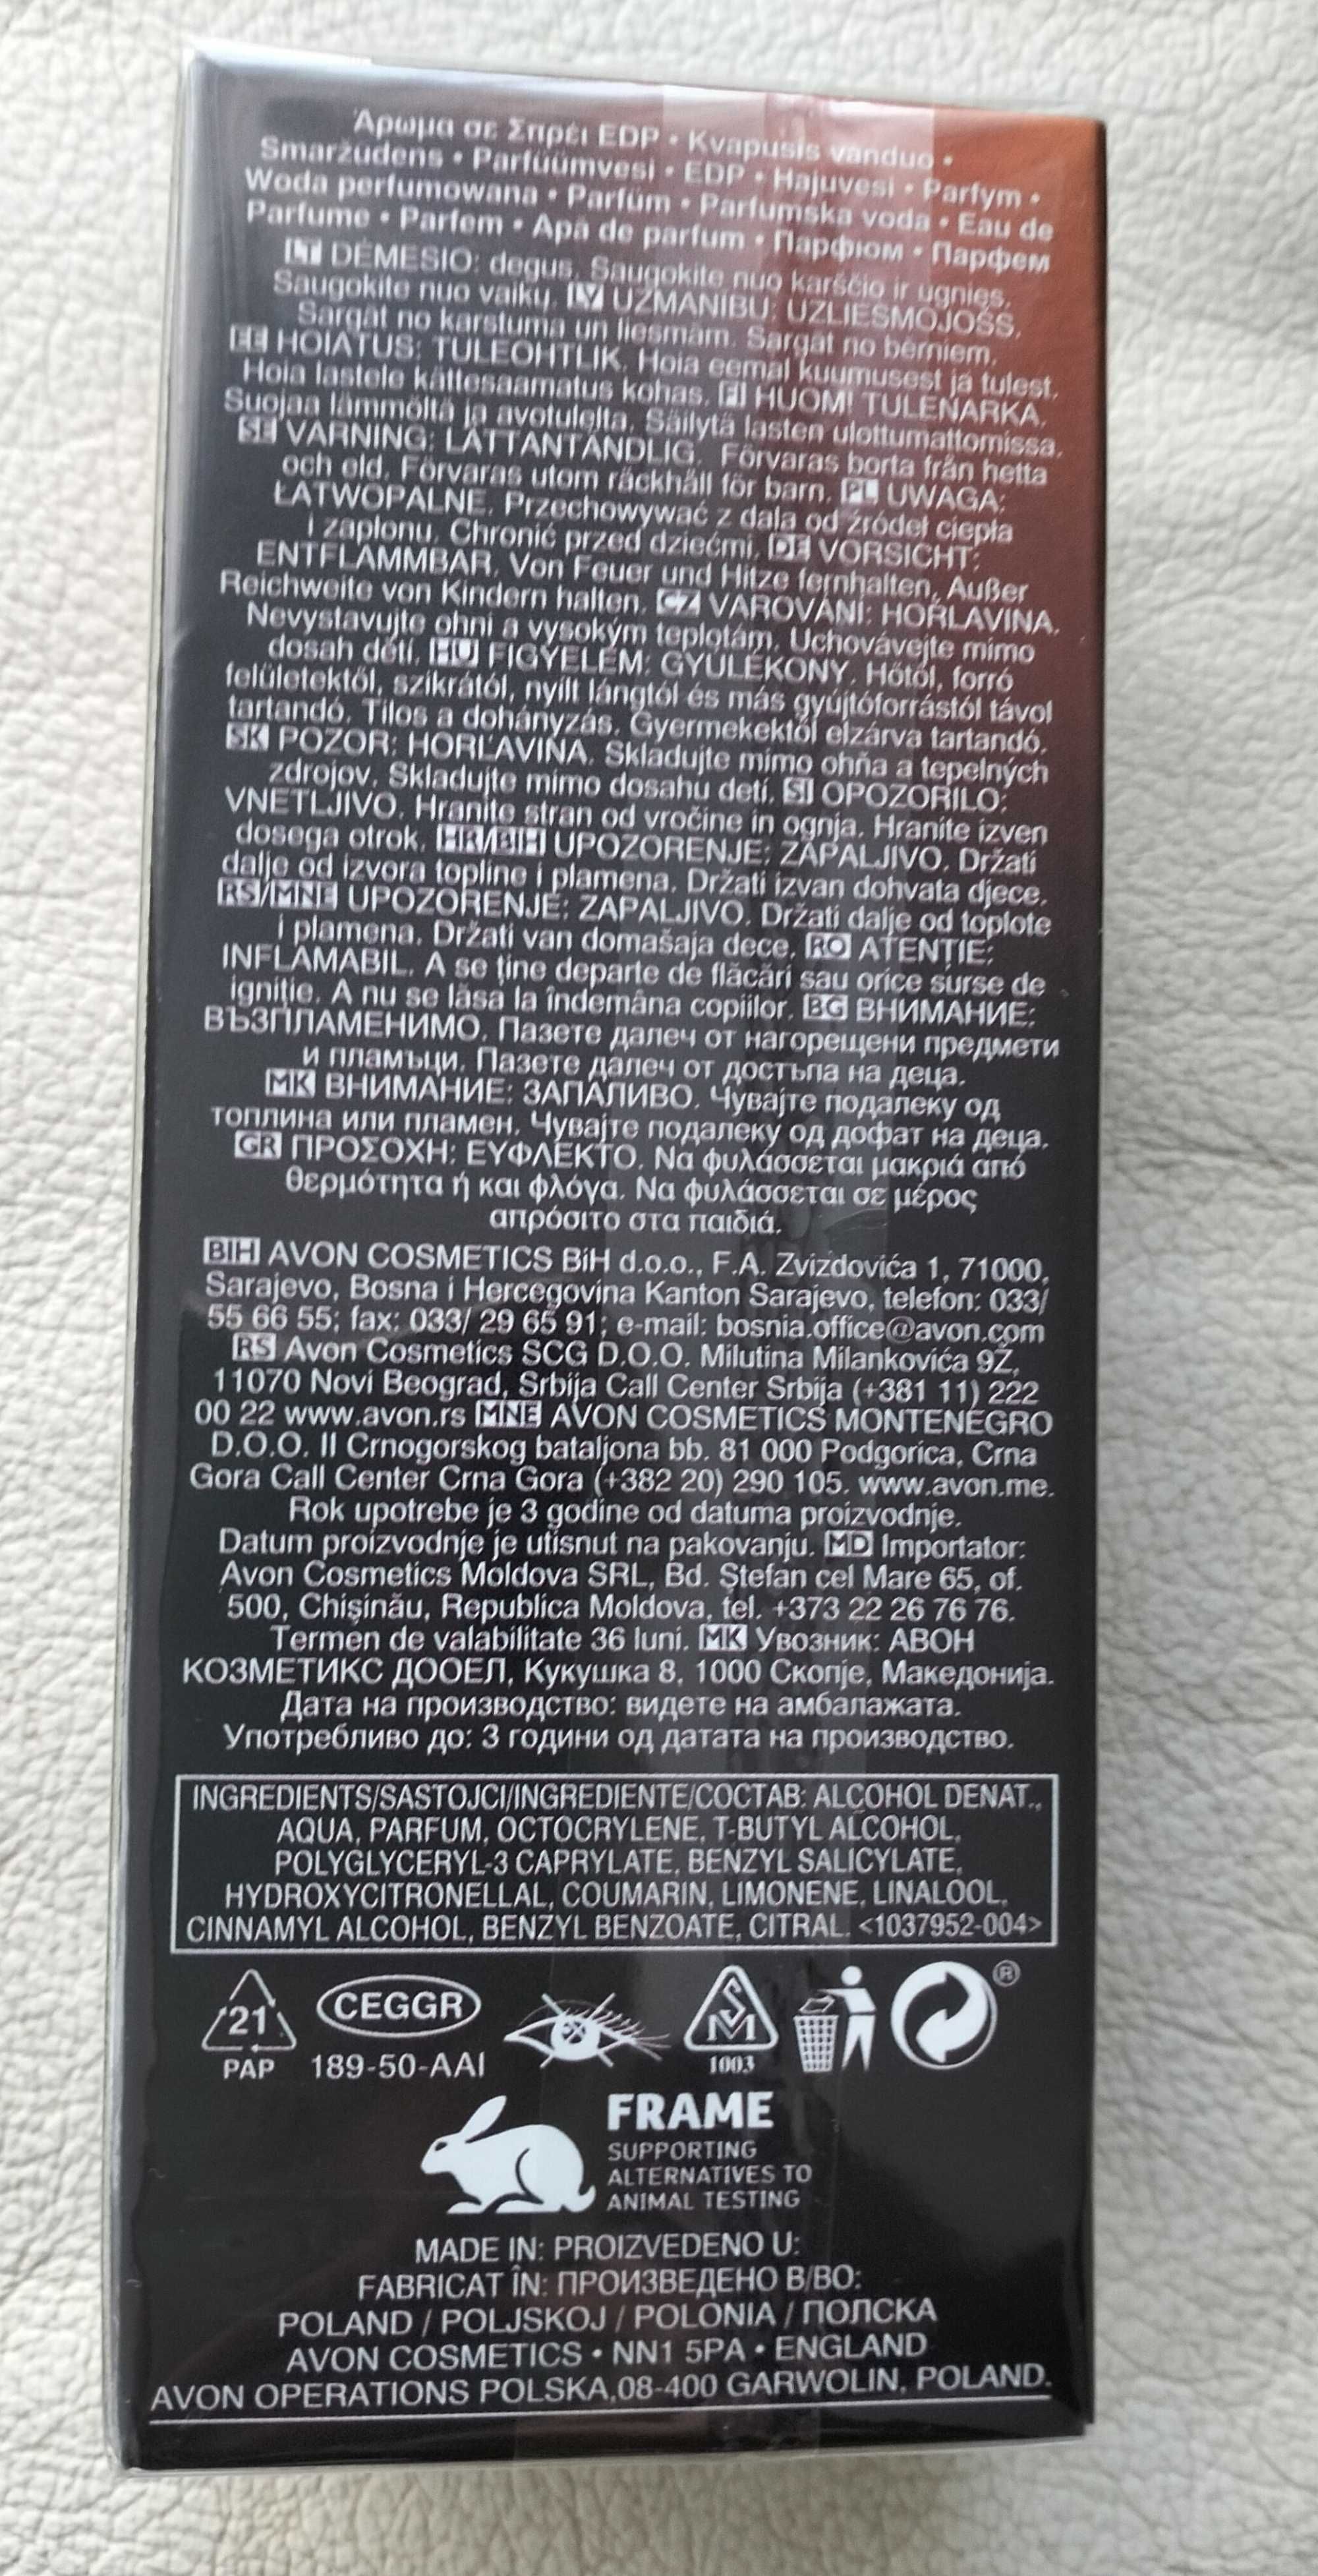 Άρωμα σε Σπρέι EDP • Kvapusis vanduo •
Smaržūdens • Parfüümvesi • EDP • Hajuvesi • Parfym •
Woda perfumowana • Parfüm • Parfumska voda • Eau de
Parfume • Parfem • Apă de parfum • Парфюм • Парфем
LT DĖMESIO: degus. Saugokite nuo karščio ir ugnies.
Saugokite nuo vaikų. LV UZMANĪBU: UZLIESMOJOŠS.
Sargāt no karstuma un liesmām. Sargāt no bērniem.
EE HOIATUS: TULEOHTLIK. Hoia eemal kuumusest ja tulest.
Hoia lastele kättesaamatus kohas. FI HUOM! TULENARKA.
Suojaa lämmöltä ja avotulelta. Säilytä lasten ulottumattomissa.
SE VARNING: LÄTTANTÄNDLIG. Förvaras borta från hetta
och eld. Förvaras utom räckhåll för barn. PL UWAGA:
ŁATWOPALNE. Przechowywać z dala od źródeł ciepła
i zapłonu. Chronić przed dziećmi. DE VORSICHT:
ENTFLAMMBAR. Von Feuer und Hitze fernhalten. Außer
Reichweite von Kindern halten. CZ VAROVÁNÍ: HOŘLAVINA.
Nevystavujte ohni a vysokým teplotám. Uchovávejte mimo
dosah dětí. HU FIGYELEM: GYÚLÉKONY. Hőtől, forró
felületektől, szikrától, nyílt lángtól és más gyújtóforrástól távol
tartandó. Tilos a dohányzás. Gyermekektől elzárva tartandó.
SK POZOR: HORĽAVINA. Skladujte mimo ohňa a tepelných
zdrojov. Skladujte mimo dosahu detí. SI OPOZORILO:
VNETLJIVO. Hranite stran od vročine in ognja. Hranite izven
dosega otrok. HR/BIH UPOZORENJE: ZAPALJIVO. Držati
dalje od izvora topline i plamena. Držati izvan dohvata djece.
RS/MNE UPOZORENJE: ZAPALJIVO. Držati dalje od toplote
i plamena. Držati van domašaja dece. RO ATENȚIE:
INFLAMABIL. A se ține departe de flăcări sau orice surse de
igniție. A nu se lăsa la îndemâna copiilor. BG ВНИМАНИЕ:
ВЪЗПЛАМЕНИМО. Пазете далеч от нагорещени предмети
и пламъци. Пазете далеч от достъпа на деца.
MK ВНИМАНИЕ: ЗАПАЛИВО. Чувајте подалеку од
топлина или пламен. Чувајте подалеку од дофат на деца.
GR ΠΡΟΣΟΧΗ: ΕΥΦΛΕΚΤΟ. Να φυλάσσεται μακριά από
θερμότητα ή και φλόγα. Να φυλάσσεται σε μέρος
απρόσιτο στα παιδιά.
BIH AVON COSMETICS BiH d.o.o., F.A. Zvizdovića 1, 71000,
Sarajevo, Bosna i Hercegovina Kanton Sarajevo, telefon: 033/
55 66 55; fax: 033/ 29 65 91; e-mail: bosnia.office@avon.com
RS Avon Cosmetics SCG D.O.O. Milutina Milankovića 9Ž,
11070 Novi Beograd, Srbija Call Center Srbija (+381 11) 222
00 22 www.avon.rs MNE AVON COSMETICS MONTENEGRO
D.O.O. II Crnogorskog bataljona bb. 81 000 Podgorica, Crna
Gora Call Center Crna Gora (+382 20) 290 105. www.avon.me.
Rok upotrebe je 3 godine od datuma proizvodnje.
Datum proizvodnje je utisnut na pakovanju. MD Importator:
Avon Cosmetics Moldova SRL, Bd. Ștefan cel Mare 65, of.
500, Chișinău, Republica Moldova, tel. +373 22 26 76 76.
Termen de valabilitate 36 luni. MK Увозник: АВОН
КОЗМЕТИКС ДООЕЛ, Кукушка 8, 1000 Скопје, Македонија.
Дата на производство: видете на амбалажата.
Употребливо до: 3 години од датата на производство.
INGREDIENTS/SASTOJCI/INGREDIENTE/СОСТАВ: ALCOHOL DENAT.,
AQUA, PARFUM, OCTOCRYLENE, T-BUTYL ALCOHOL,
POLYGLYCERYL-3 CAPRYLATE, BENZYL SALICYLATE,
HYDROXYCITRONELLAL, COUMARIN, LIMONENE, LINALOOL,
CINNAMYL ALCOHOL, BENZYL BENZOATE, CITRAL. <1037952-004>
21 CEGGR ®
PAP 189-50-AAI 1003
FRAME
SUPPORTING
ALTERNATIVES TO
ANIMAL TESTING
MADE IN: PROIZVEDENO U:
FABRICAT ÎN: ПРОИЗВЕДЕНО В/ВО:
POLAND / POLJSKOJ / POLONIA / ПОЛСКА
AVON COSMETICS • NN1 5PA • ENGLAND
AVON OPERATIONS POLSKA,08-400 GARWOLIN, POLAND.